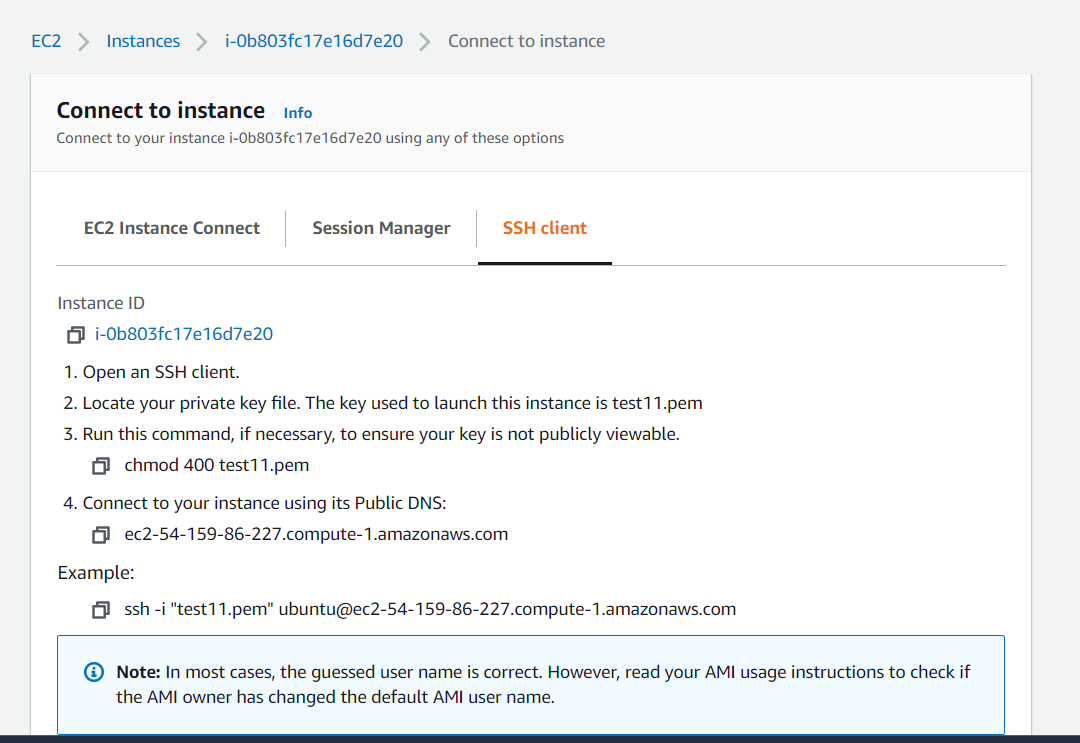 EC2 Instances i-0b803fc17e16d7e20 Connect to instance
Connect to instance Info
Connect to your instance i-0b803fc17e16d7e20 using any of these options
EC2 Instance Connect Session Manager SSH client
Instance ID
i-0b803fc17e16d7e20
1. Open an SSH client.
2. Locate your private key file. The key used to launch this instance is test11.pem
3. Run this command, if necessary, to ensure your key is not publicly viewable.
chmod 400 test11.pem
4. Connect to your instance using its Public DNS:
ec2-54-159-86-227.compute-1.amazonaws.com
Example:
ssh -i "test11.pem" ubuntu@ec2-54-159-86-227.compute-1.amazonaws.com
Note: In most cases, the guessed user name is correct. However, read your AMI usage instructions to check if
the AMI owner has changed the default AMI user name.